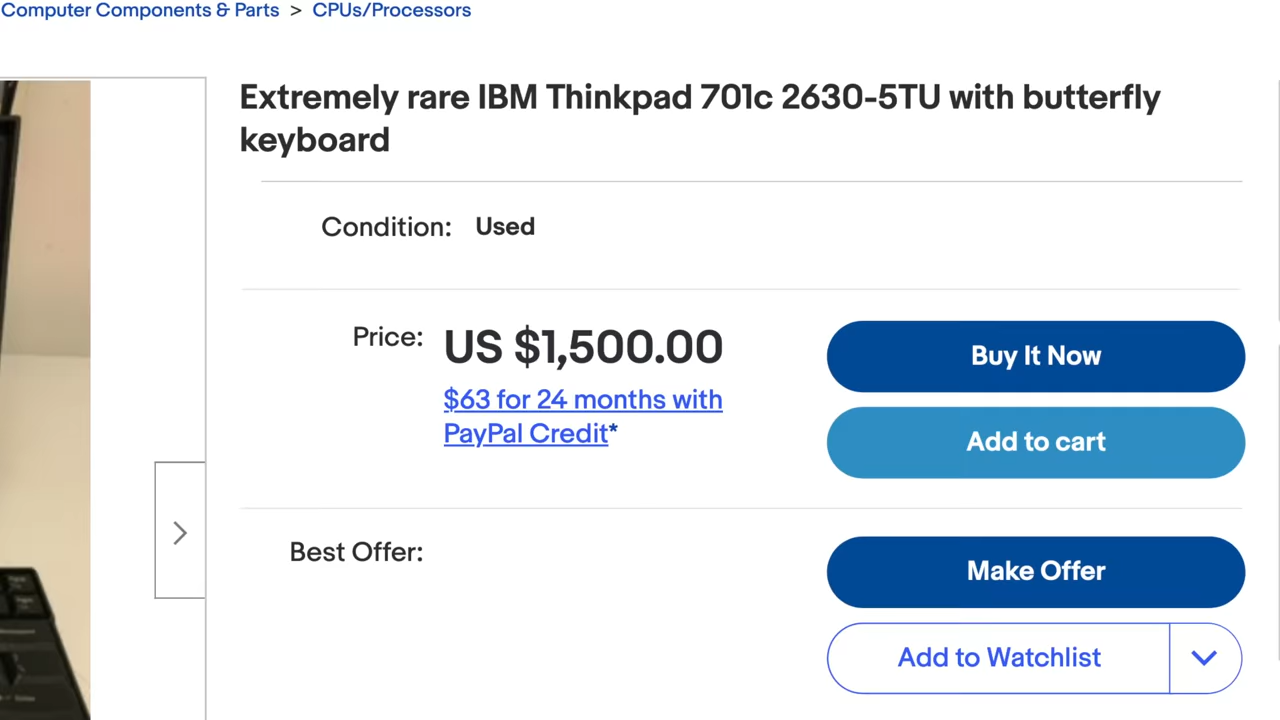 Computer Components & Parts > CPUs/Processors
Extremely rare IBM Thinkpad 701c 2630-5TU with butterfly
keyboard
Condition: Used
Price: US $1,500.00
$63 for 24 months with
PayPal Credit*
Buy It Now
Add to cart
Best Offer:
Make Offer
Add to Watchlist